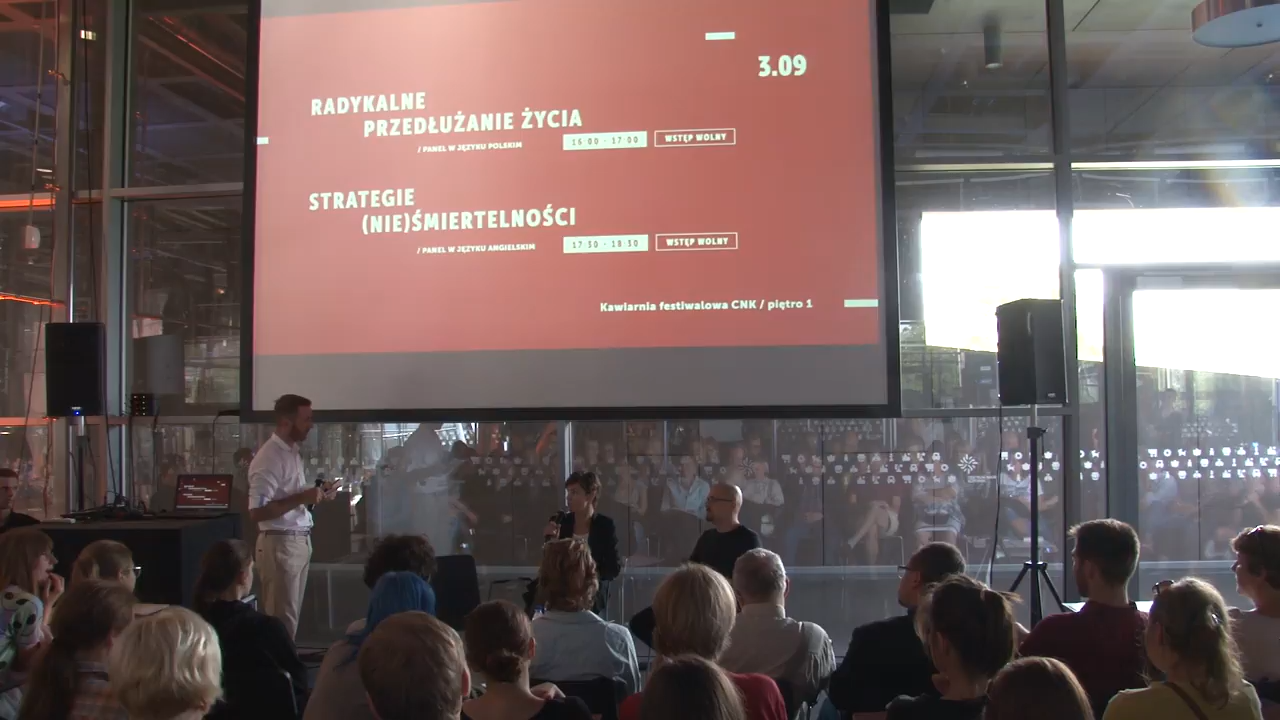 3.09
RADYKALNE
PRZEDŁUŻANIE ŻYCIA
/ PANEL W JĘZYKU POLSKIM
16 00 - 17 00
WSTĘP WOLNY
STRATEGIE
(NIE)ŚMIERTELNOŚCI
/ PANEL W JĘZYKU ANGIELSKIM
17 30 - 18 30
WSTĘP WOLNY
Kawiarnia festiwalowa CNK / piętro 1